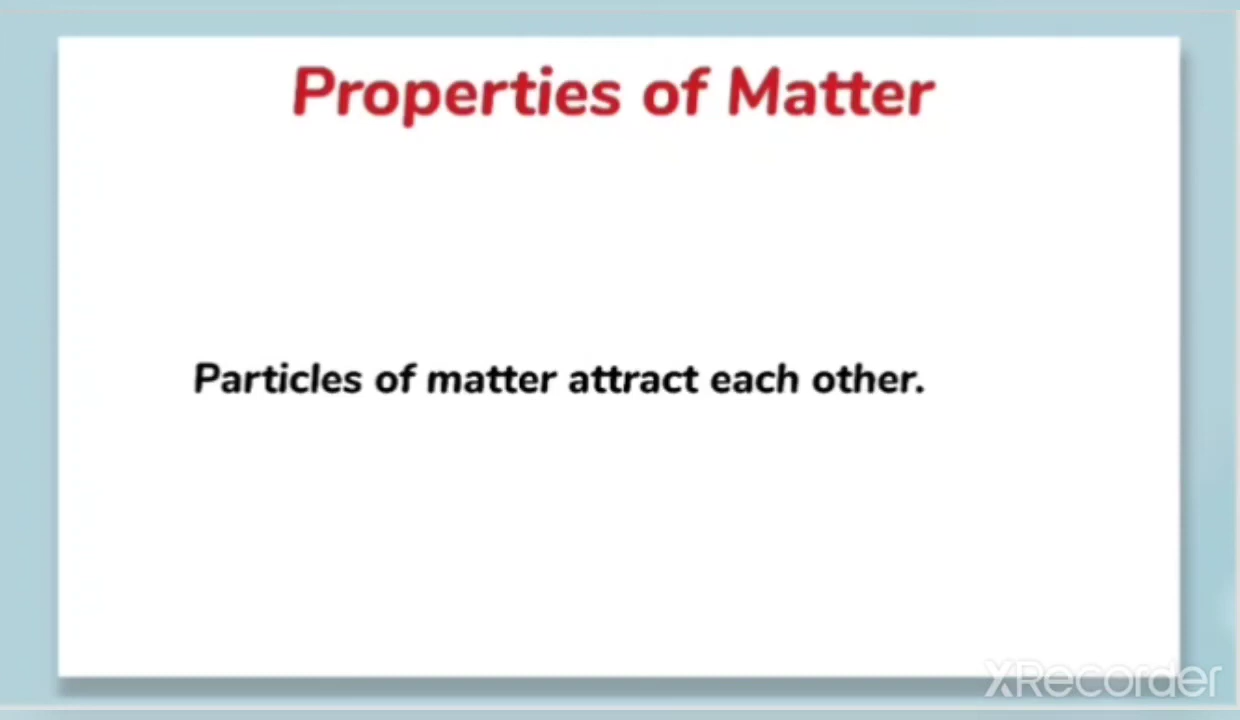 Properties of Matter
Particles of matter attract each other.
XRecorder